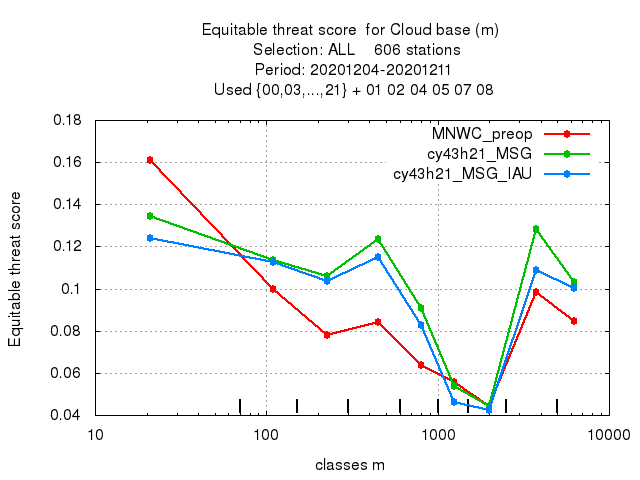 Equitable threat score  for Cloud base (m)
Selection: ALL    606 stations
Period: 20201204-20201211
Used {00,03,...,21} + 01 02 04 05 07 08
0.18
0.16
0.14
0.12
0.1
0.08
0.06
0.04
Equitable threat score
MNWC_preop
cy43h21_MSG
cy43h21_MSG_IAU
10
100
1000
10000
classes m